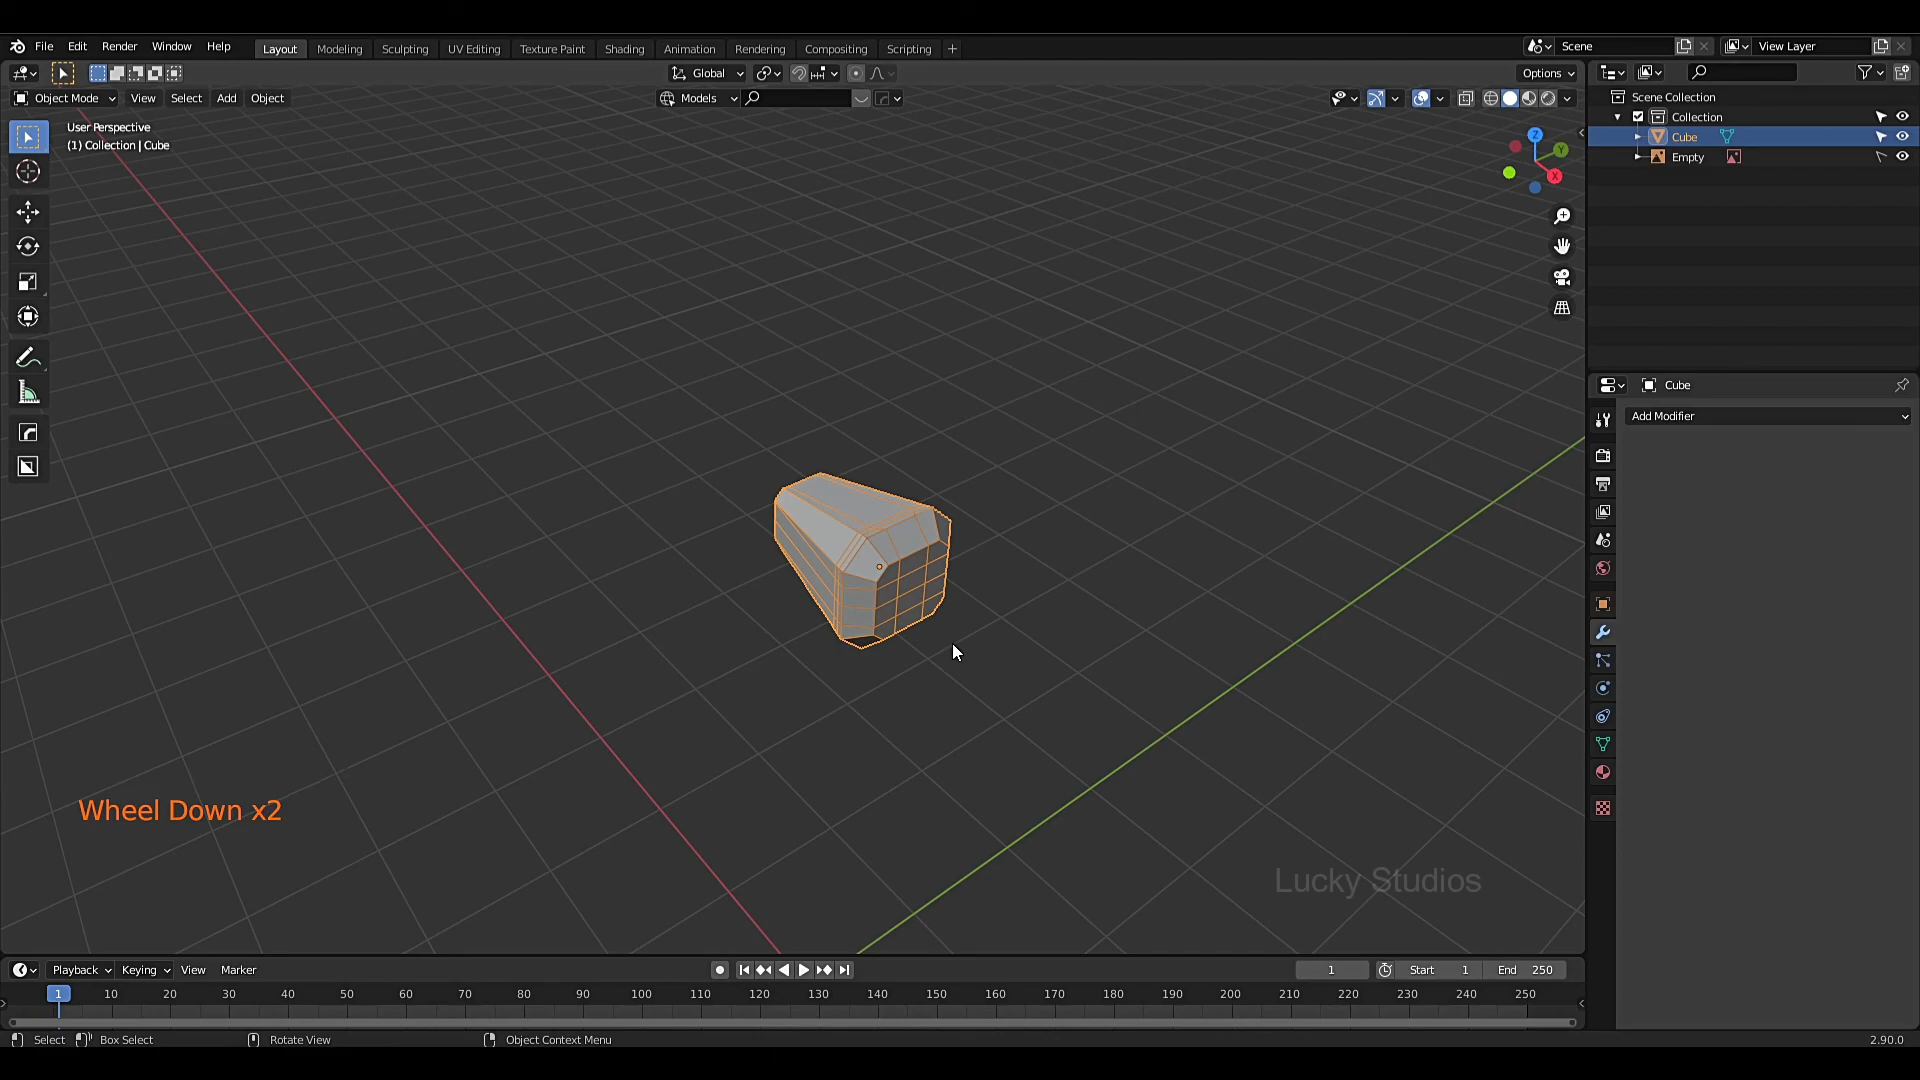 File Edit Render Window Help Layout Modeling Sculpting UV Editing Texture Paint Shading Animation Rendering Compositing Scripting Scene View Layer
Global Options
Object Mode View Select Add Object Models
User Perspective
(1) Collection | Cube
Z
Y
X
Scene Collection
Collection
Cube
Empty
Cube
Add Modifier
Wheel Down x2
Lucky Studios
Playback Keying View Marker 1 Start 1 End 250
1 10 20 30 40 50 60 70 80 90 100 110 120 130 140 150 160 170 180 190 200 210 220 230 240 250
Select Box Select Rotate View Object Context Menu 2.90.0